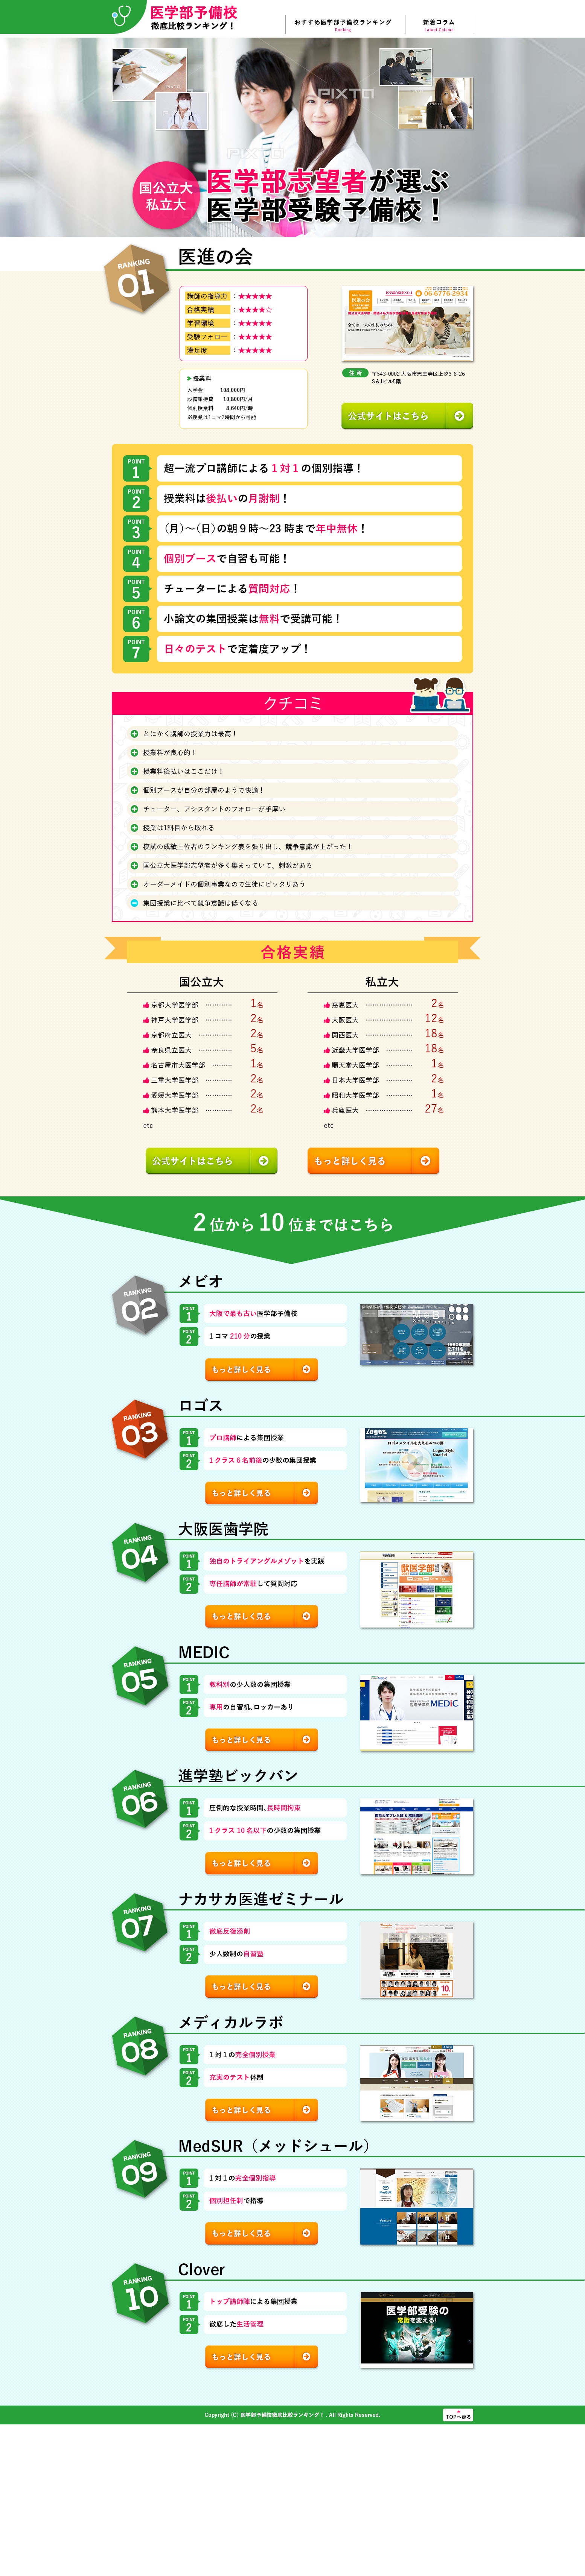 医学部予備校
徹底比較ランキング！
おすすめ医学部予備校ランキング
Ranking
新着コラム
Latest Column
PIXTA
PIXTA
国公立大
私立大
医学部志望者が選ぶ
医学部受験予備校！
RANKING
01
医進の会
講師の指導力 ：★★★★★
合格実績 ：★★★★☆
学習環境 ：★★★★★
受験フォロー ：★★★★★
満足度 ：★★★★★
授業料
入学金 108,000円
設備維持費 10,800円/月
個別授業料 8,640円/時
※授業は1コマ2時間から可能
医進の会
06-6776-2934
住 所
〒543-0002 大阪市天王寺区上汐3-8-26
S＆Jビル5階
公式サイトはこちら
POINT
1
超一流プロ講師による１対１の個別指導！
POINT
2
授業料は後払いの月謝制！
POINT
3
（月）〜（日）の朝９時〜23 時まで年中無休！
POINT
4
個別ブースで自習も可能！
POINT
5
チューターによる質問対応！
POINT
6
小論文の集団授業は無料で受講可能！
POINT
7
日々のテストで定着度アップ！
クチコミ
とにかく講師の授業力は最高！
授業料が良心的！
授業料後払いはここだけ！
個別ブースが自分の部屋のようで快適！
チューター、アシスタントのフォローが手厚い
授業は1科目から取れる
模試の成績上位者のランキング表を張り出し、競争意識が上がった！
国公立大医学部志望者が多く集まっていて、刺激がある
オーダーメイドの個別事業なので生徒にピッタリあう
集団授業に比べて競争意識は低くなる
合格実績
国公立大
京都大学医学部 ………… 1名
神戸大学医学部 ………… 2名
京都府立医大 …………… 2名
奈良県立医大 …………… 5名
名古屋市大医学部 ……… 1名
三重大学医学部 ………… 2名
愛媛大学医学部 ………… 2名
熊本大学医学部 ………… 2名
etc
私立大
慈恵医大 ………………… 2名
大阪医大 ………………… 12名
関西医大 ………………… 18名
近畿大学医学部 ………… 18名
順天堂大医学部 ………… 1名
日本大学医学部 ………… 2名
昭和大学医学部 ………… 1名
兵庫医大 ………………… 27名
etc
公式サイトはこちら
もっと詳しく見る
2 位から 10 位まではこちら
RANKING
02
メビオ
POINT
1
大阪で最も古い医学部予備校
POINT
2
1 コマ 210 分の授業
もっと詳しく見る
RANKING
03
ロゴス
POINT
1
プロ講師による集団授業
POINT
2
1 クラス 6 名前後の少数の集団授業
もっと詳しく見る
Logos
ロゴススタイルを支える４つの要
Logos Style
Quartet
RANKING
04
大阪医歯学院
POINT
1
独自のトライアングルメゾットを実践
POINT
2
専任講師が常駐して質問対応
もっと詳しく見る
獣医学部
RANKING
05
MEDIC
POINT
1
教科別の少人数の集団授業
POINT
2
専用の自習机、ロッカーあり
もっと詳しく見る
MEDiC
RANKING
06
進学塾ビックバン
POINT
1
圧倒的な授業時間、長時間拘束
POINT
2
1 クラス 10 名以下の少数の集団授業
もっと詳しく見る
RANKING
07
ナカサカ医進ゼミナール
POINT
1
徹底反復添削
POINT
2
少人数制の自習塾
もっと詳しく見る
RANKING
08
メディカルラボ
POINT
1
1 対 1 の完全個別授業
POINT
2
充実のテスト体制
もっと詳しく見る
RANKING
09
MedSUR（メッドシュール）
POINT
1
1 対 1 の完全個別指導
POINT
2
個別担任制で指導
もっと詳しく見る
RANKING
10
Clover
POINT
1
トップ講師陣による集団授業
POINT
2
徹底した生活管理
もっと詳しく見る
医学部受験の
常識を変える!
Copyright (C) 医学部予備校徹底比較ランキング！ . All Rights Reserved.
TOPへ戻る